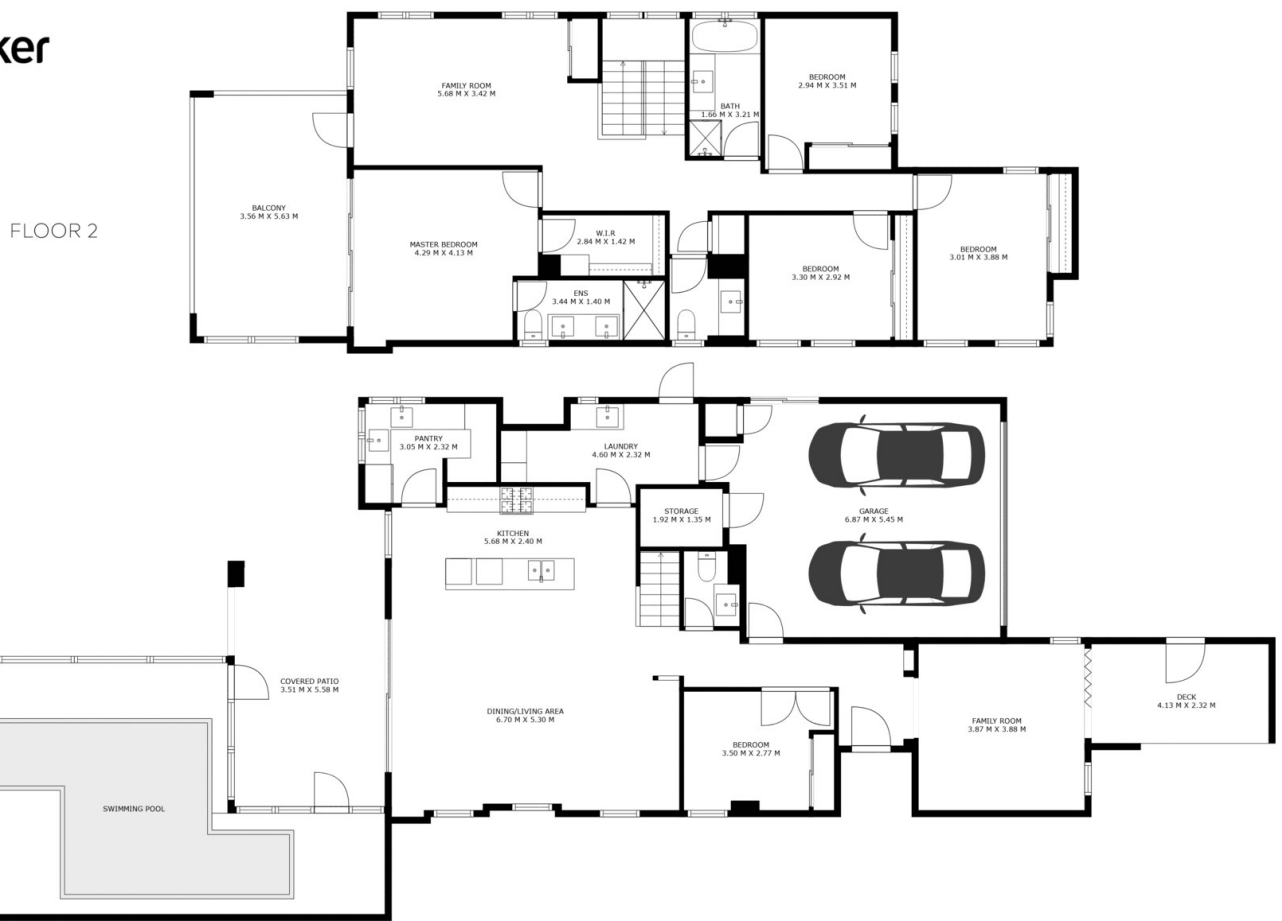 ker
FLOOR 2
FAMILY ROOM
5.68 M X 3.42 M
BATH
1.66 M X 3.21 M
BEDROOM
2.94 M X 3.51 M
BALCONY
3.56 M X 5.63 M
MASTER BEDROOM
4.29 M X 4.13 M
W.I.R
2.84 M X 1.42 M
ENS
3.44 M X 1.40 M
BEDROOM
3.30 M X 2.92 M
BEDROOM
3.01 M X 3.88 M
PANTRY
3.05 M X 2.32 M
LAUNDRY
4.60 M X 2.32 M
STORAGE
1.92 M X 1.35 M
GARAGE
6.87 M X 5.45 M
KITCHEN
5.68 M X 2.40 M
COVERED PATIO
3.51 M X 5.58 M
DINING/LIVING AREA
6.70 M X 5.30 M
BEDROOM
3.50 M X 2.77 M
FAMILY ROOM
3.87 M X 3.88 M
DECK
4.13 M X 2.32 M
SWIMMING POOL